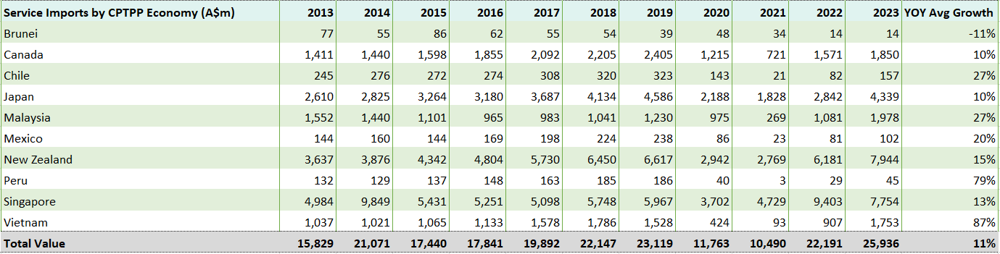 Service Imports by CPTPP Economy (A$m) 2013 2014 2015 2016 2017 2018 2019 2020 2021 2022 2023 YOY Avg Growth
Brunei 77 55 86 62 55 54 39 48 34 14 14 -11%
Canada 1,411 1,440 1,598 1,855 2,092 2,205 2,405 1,215 721 1,571 1,850 10%
Chile 245 276 272 274 308 320 323 143 21 82 157 27%
Japan 2,610 2,825 3,264 3,180 3,687 4,134 4,586 2,188 1,828 2,842 4,339 10%
Malaysia 1,552 1,440 1,101 965 983 1,041 1,230 975 269 1,081 1,978 27%
Mexico 144 160 144 169 198 224 238 86 23 81 102 20%
New Zealand 3,637 3,876 4,342 4,804 5,730 6,450 6,617 2,942 2,769 6,181 7,944 15%
Peru 132 129 137 148 163 185 186 40 3 29 45 79%
Singapore 4,984 9,849 5,431 5,251 5,098 5,748 5,967 3,702 4,729 9,403 7,754 13%
Vietnam 1,037 1,021 1,065 1,133 1,578 1,786 1,528 424 93 907 1,753 87%
Total Value 15,829 21,071 17,440 17,841 19,892 22,147 23,119 11,763 10,490 22,191 25,936 11%